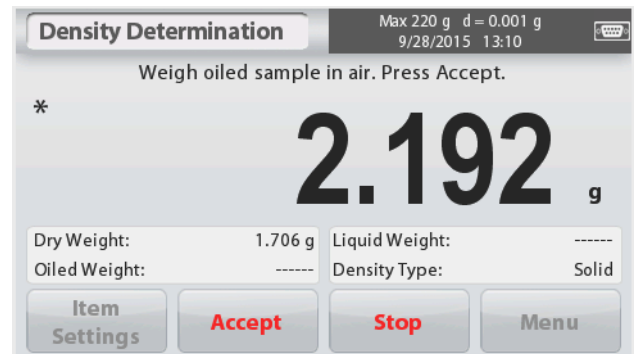 Density Determination
Max 220 g d = 0.001 g
9/28/2015 13:10
Weigh oiled sample in air. Press Accept.
*
2.192 g
Dry Weight: 1.706 g
Liquid Weight: ------
Oiled Weight: ------
Density Type: Solid
Item
Settings
Accept
Stop
Menu